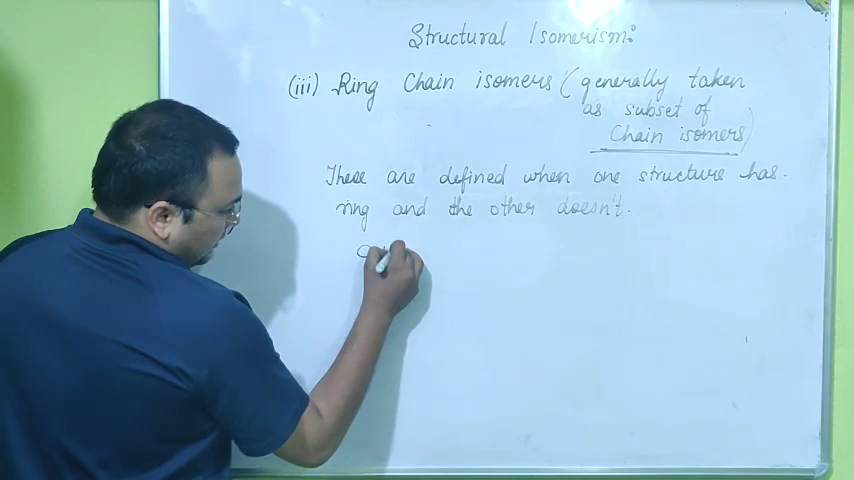 Structural Isomerism:
(iii) Ring Chain isomers (generally taken
as subset of
Chain isomers)
These are defined when one structure has.
ring and the other doesn't.